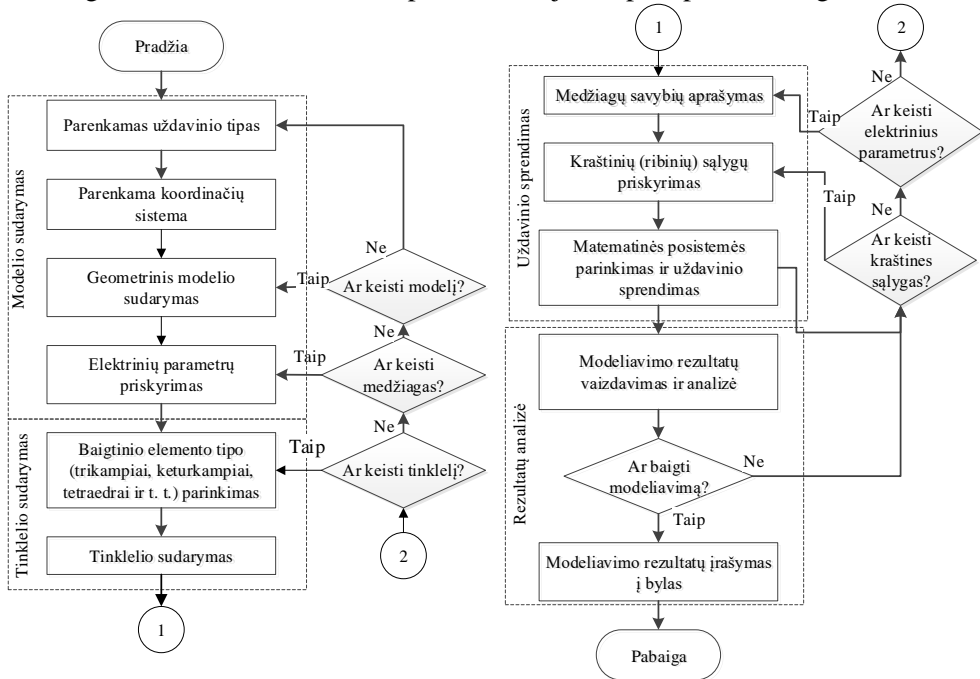 Pradžia
Modelio sudarymas
Parenkamas uždavinio tipas
Parenkama koordinačių
sistema
Geometrinis modelio
sudarymas
Elektrinių parametrų
priskyrimas
Ne
Taip
Ar keisti modelį?
Ne
Taip
Ar keisti
medžiagas?
Ne
Tinklelio sudarymas
Baigtinio elemento tipo
(trikampiai, keturkampiai,
tetraedrai ir t. t.) parinkimas
Taip
Ar keisti tinklelį?
Tinklelio sudarymas
2
1
1
2
Uždavinio sprendimas
Medžiagų savybių aprašymas
Ne
Taip
Ar keisti
elektrinius
parametrus?
Kraštinių (ribinių) sąlygų
priskyrimas
Taip
Ne
Ar keisti
kraštines
sąlygas?
Matematinės posistemės
parinkimas ir uždavinio
sprendimas
Rezultatų analizė
Modeliavimo rezultatų
vaizdavimas ir analizė
Ar baigti
modeliavimą?
Ne
Taip
Modeliavimo rezultatų įrašymas
į bylas
Pabaiga